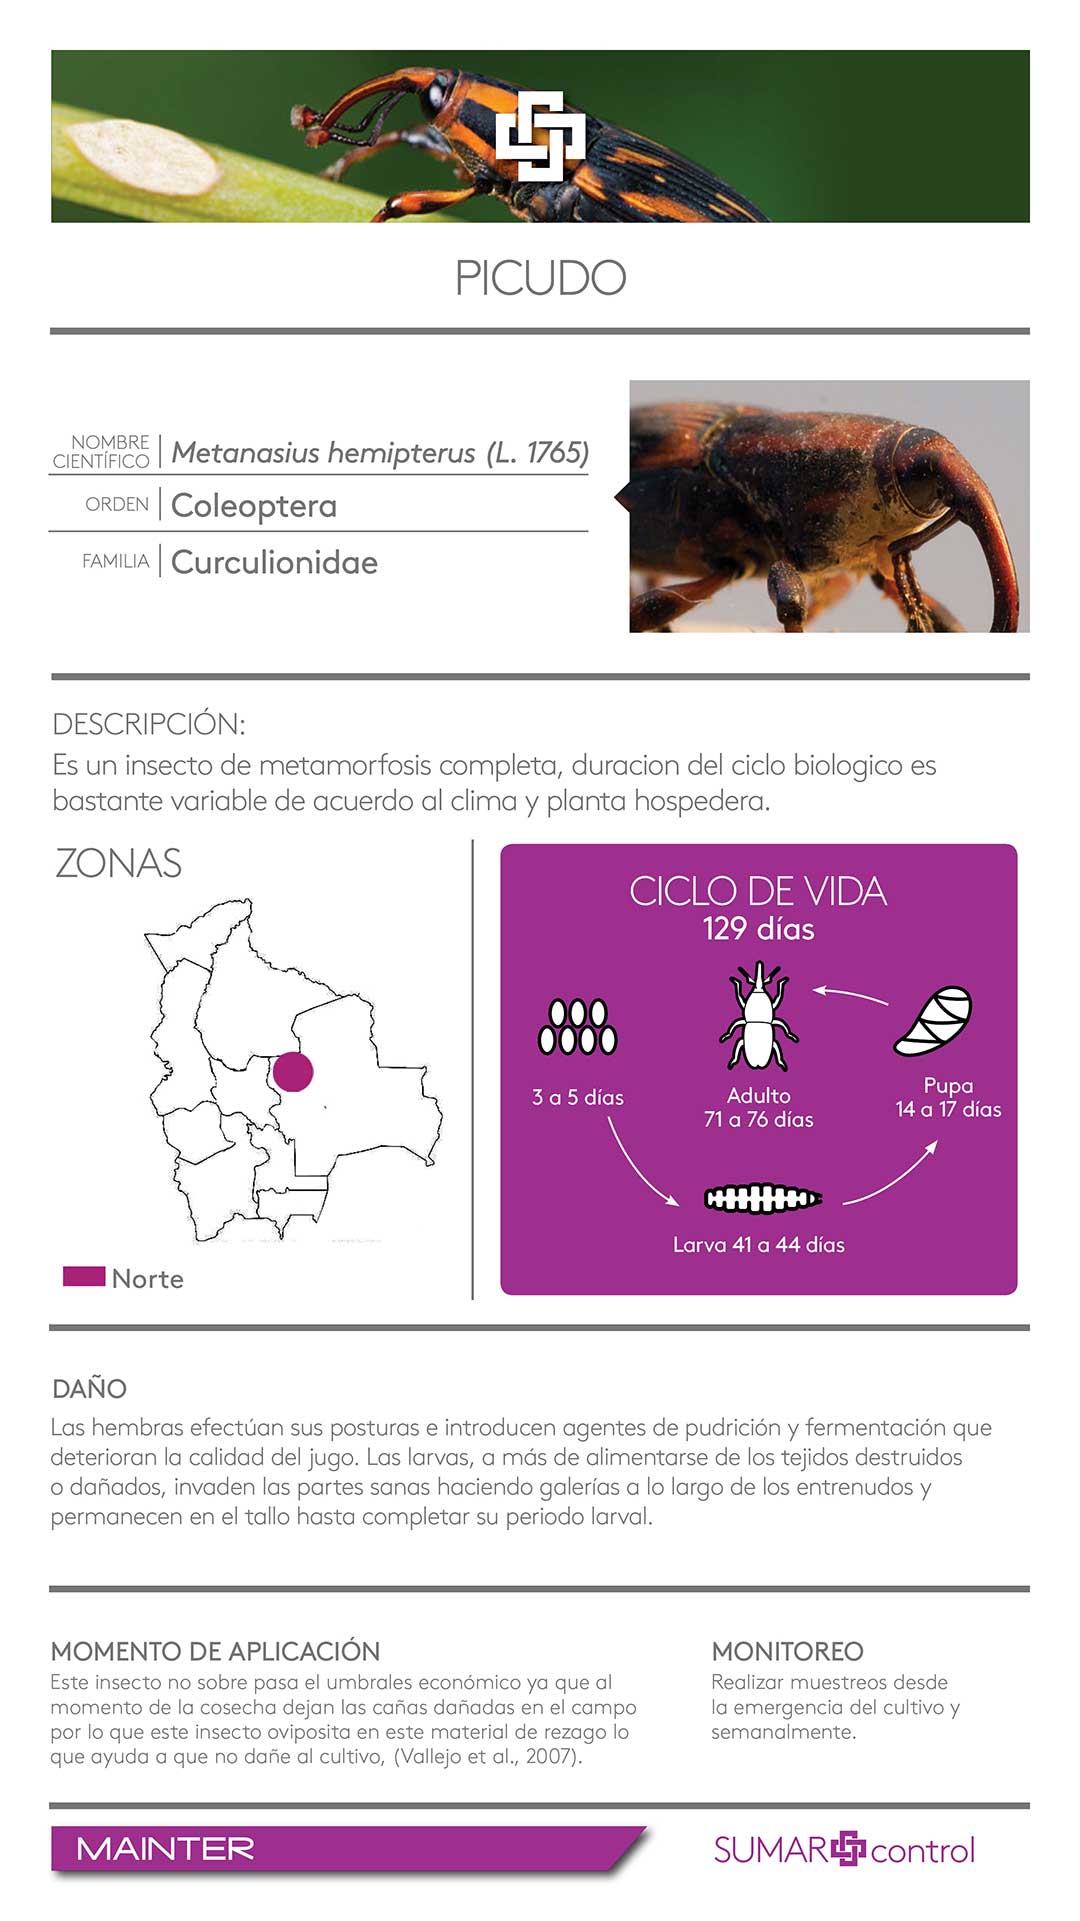 PICUDO
NOMBRE
CIENTÍFICO
Metanasius hemipterus (L. 1765)
ORDEN
Coleoptera
FAMILIA
Curculionidae
DESCRIPCIÓN:
Es un insecto de metamorfosis completa, duracion del ciclo biologico es
bastante variable de acuerdo al clima y planta hospedera.
ZONAS
Norte
CICLO DE VIDA
129 días
3 a 5 días
Adulto
71 a 76 días
Pupa
14 a 17 días
Larva 41 a 44 días
DAÑO
Las hembras efectúan sus posturas e introducen agentes de pudrición y fermentación que
deterioran la calidad del jugo. Las larvas, a más de alimentarse de los tejidos destruidos
o dañados, invaden las partes sanas haciendo galerías a lo largo de los entrenudos y
permanecen en el tallo hasta completar su periodo larval.
MOMENTO DE APLICACIÓN
Este insecto no sobre pasa el umbrales económico ya que al
momento de la cosecha dejan las cañas dañadas en el campo
por lo que este insecto oviposita en este material de rezago lo
que ayuda a que no dañe al cultivo, (Vallejo et al., 2007).
MONITOREO
Realizar muestreos desde
la emergencia del cultivo y
semanalmente.
MAINTER
SUMAR control